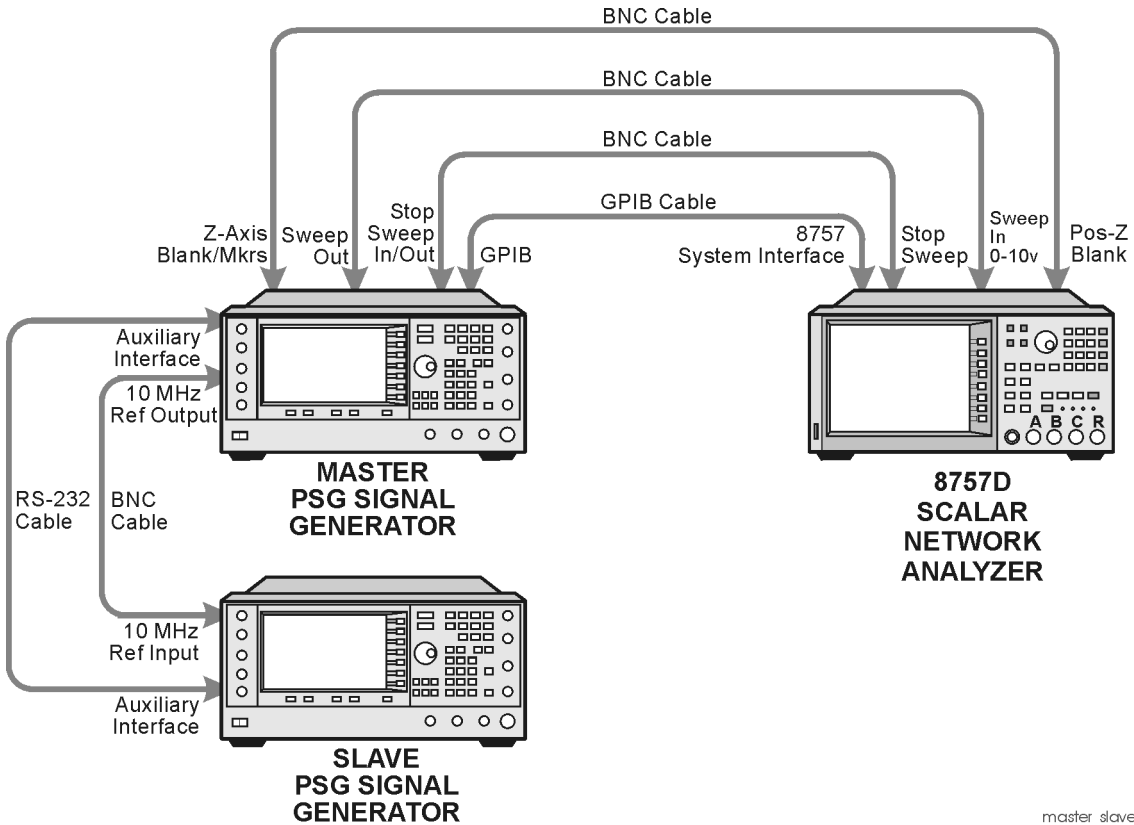 BNC Cable
BNC Cable
BNC Cable
GPIB Cable
Z-Axis
Blank/Mkrs
Sweep
Out
Stop
Sweep
In/Out
GPIB
8757
System Interface
Stop
Sweep
Sweep
In
0-10v
Pos-Z
Blank
Auxiliary
Interface
10 MHz
Ref Output
A B C R
MASTER
PSG SIGNAL
GENERATOR
8757D
SCALAR
NETWORK
ANALYZER
RS-232
Cable
BNC
Cable
10 MHz
Ref Input
Auxiliary
Interface
SLAVE
PSG SIGNAL
GENERATOR
master slave